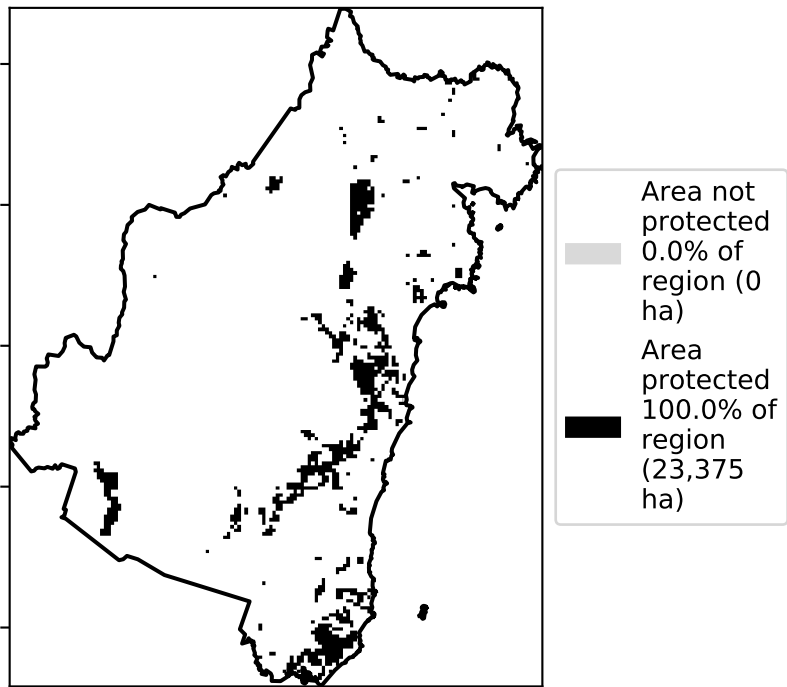 Area not
protected
0.0% of
region (0
ha)
Area
protected
100.0% of
region
(23,375
ha)